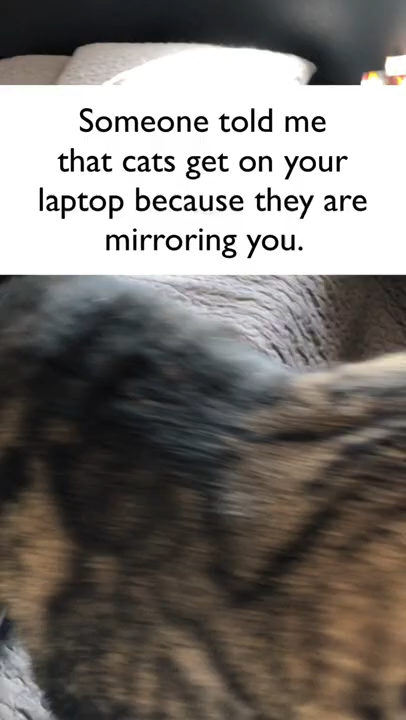 Someone told me
that cats get on your
laptop because they are
mirroring you.